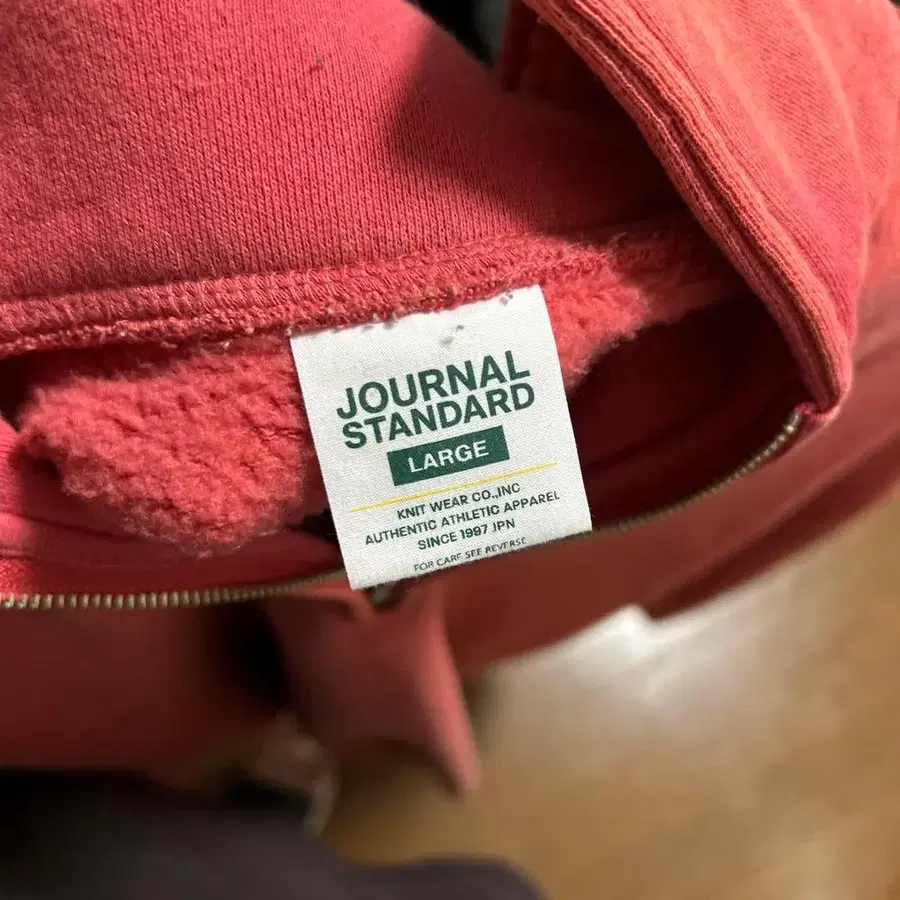 JOURNAL
STANDARD
LARGE
KNIT WEAR CO.,INC
AUTHENTIC ATHLETIC APPAREL
SINCE 1997 JPN
FOR CARE SEE REVERSE